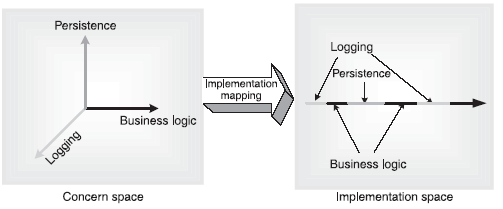 Persistence
Business logic
Logging
Concern space
Implementation
mapping
Logging
Persistence
Business logic
Implementation space